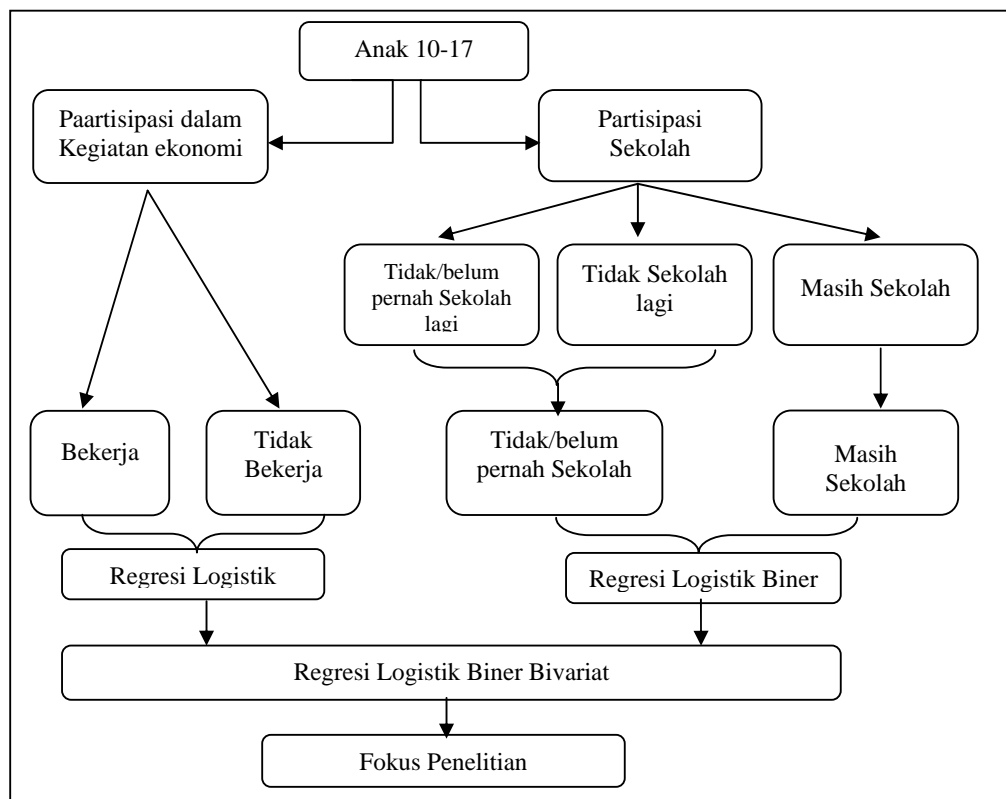 Anak 10-17
Paartisipasi dalam
Kegiatan ekonomi
Partisipasi
Sekolah
Tidak/belum
pernah Sekolah
lagi
Tidak Sekolah
lagi
Masih Sekolah
Bekerja
Tidak
Bekerja
Tidak/belum
pernah Sekolah
Masih
Sekolah
Regresi Logistik
Regresi Logistik Biner
Regresi Logistik Biner Bivariat
Fokus Penelitian